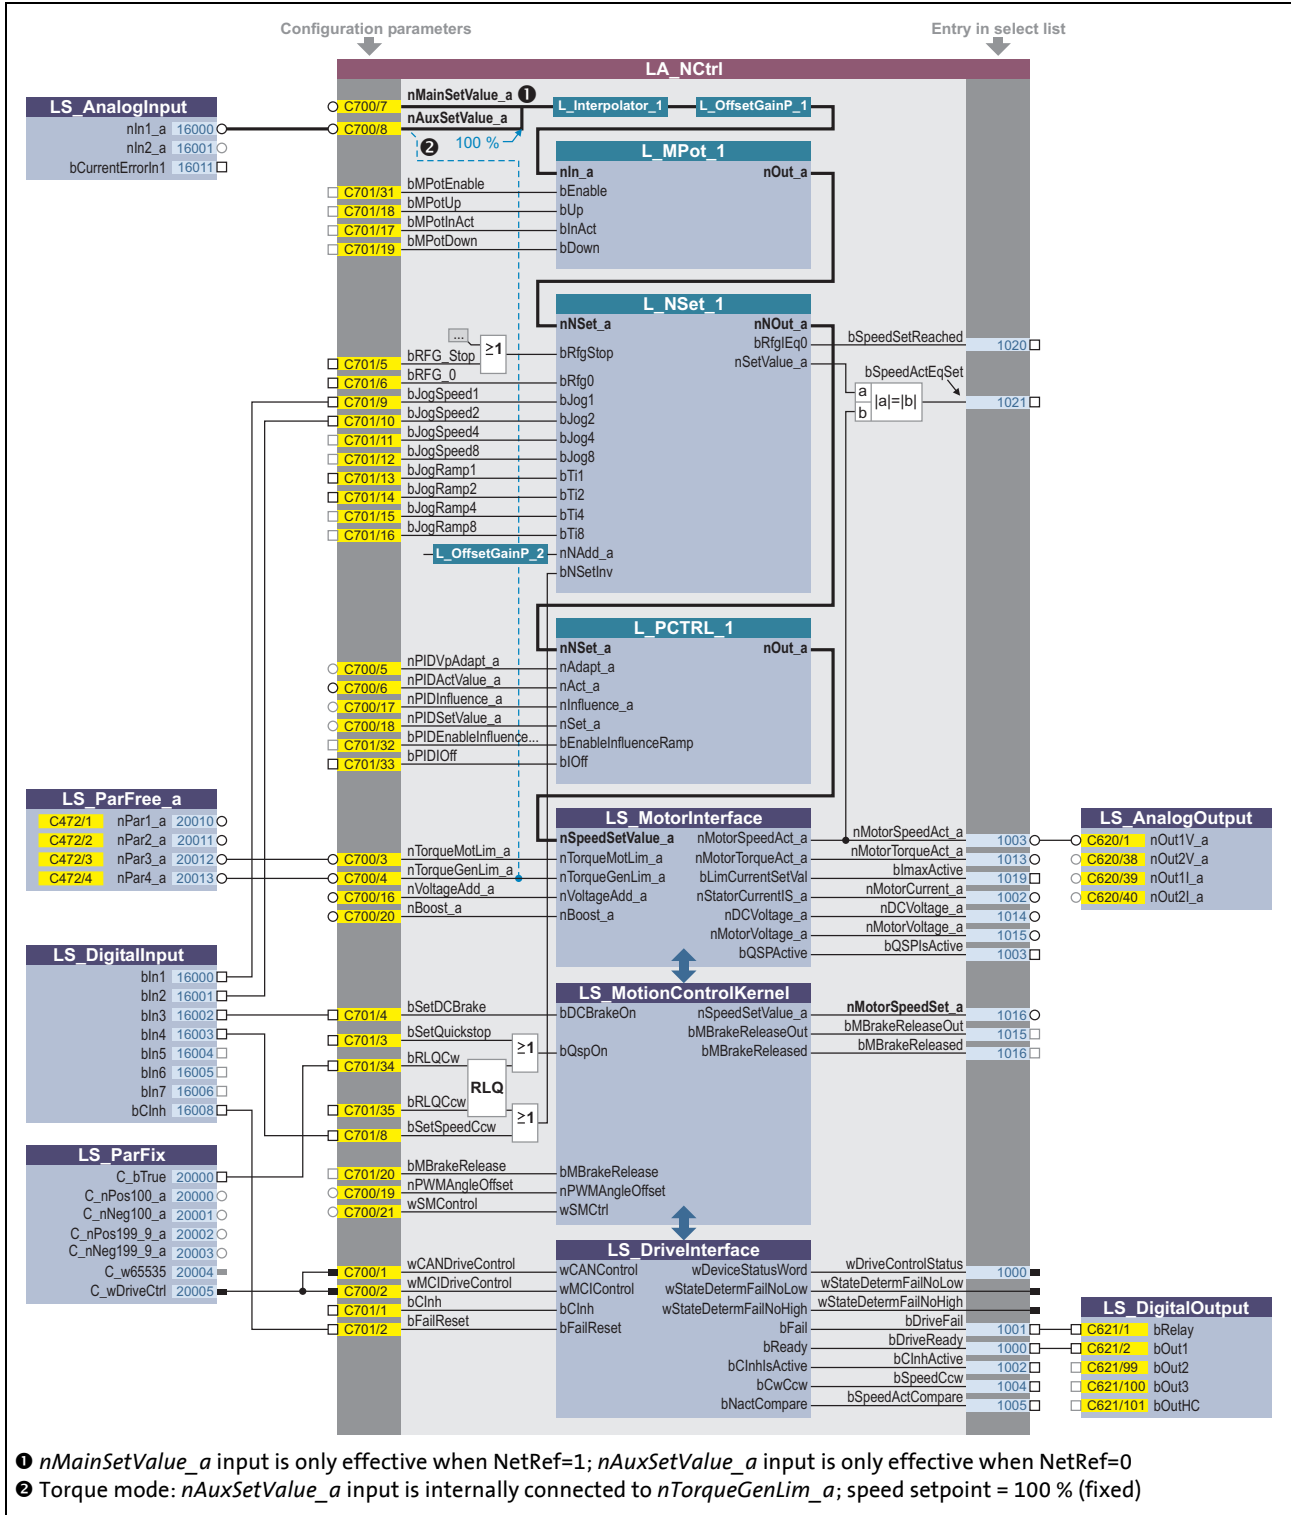 Configuration parameters
Entry in select list
LA_NCtrl
LS_AnalogInput
nIn1_a 16000
nIn2_a 16001
bCurrentErrorIn1 16011
C700/7 nMainSetValue_a ❶
C700/8 nAuxSetValue_a
❷ 100 %
L_Interpolator_1
L_OffsetGainP_1
L_MPot_1
nIn_a nOut_a
C701/31 bMPotEnable bEnable
C701/18 bMPotUp bUp
C701/17 bMPotInAct bInAct
C701/19 bMPotDown bDown
L_NSet_1
nNSet_a nNOut_a
bRfgIEq0 bSpeedSetReached 1020
nSetValue_a
bSpeedActEqSet
a |a|=|b| 1021
b
...
≥1
C701/5 bRFG_Stop bRfgStop
C701/6 bRFG_0 bRfg0
C701/9 bJogSpeed1 bJog1
C701/10 bJogSpeed2 bJog2
C701/11 bJogSpeed4 bJog4
C701/12 bJogSpeed8 bJog8
C701/13 bJogRamp1 bTi1
C701/14 bJogRamp2 bTi2
C701/15 bJogRamp4 bTi4
C701/16 bJogRamp8 bTi8
L_OffsetGainP_2 nNAdd_a
bNSetInv
L_PCTRL_1
nNSet_a nOut_a
C700/5 nPIDVpAdapt_a nAdapt_a
C700/6 nPIDActValue_a nAct_a
C700/17 nPIDInfluence_a nInfluence_a
C700/18 nPIDSetValue_a nSet_a
C701/32 bPIDEnableInfluence... bEnableInfluenceRamp
C701/33 bPIDIOff bIOff
LS_ParFree_a
C472/1 nPar1_a 20010
C472/2 nPar2_a 20011
C472/3 nPar3_a 20012
C472/4 nPar4_a 20013
LS_MotorInterface
nSpeedSetValue_a nMotorSpeedAct_a nMotorSpeedAct_a 1003
C700/3 nTorqueMotLim_a nTorqueMotLim_a nMotorTorqueAct_a nMotorTorqueAct_a 1013
C700/4 nTorqueGenLim_a nTorqueGenLim_a bLimCurrentSetVal bImaxActive 1019
C700/16 nVoltageAdd_a nVoltageAdd_a nStatorCurrentIS_a nMotorCurrent_a 1002
C700/20 nBoost_a nBoost_a nDCVoltage_a nDCVoltage_a 1014
nMotorVoltage_a nMotorVoltage_a 1015
bQSPActive bQSPIsActive 1003
LS_AnalogOutput
C620/1 nOut1V_a
C620/38 nOut2V_a
C620/39 nOut1I_a
C620/40 nOut2I_a
LS_DigitalInput
bIn1 16000
bIn2 16001
bIn3 16002
bIn4 16003
bIn5 16004
bIn6 16005
bIn7 16006
bCInh 16008
LS_MotionControlKernel
C701/4 bSetDCBrake bDCBrakeOn nSpeedSetValue_a nMotorSpeedSet_a 1016
bMBrakeReleaseOut bMBrakeReleaseOut 1015
C701/3 bSetQuickstop ≥1 bQspOn bMBrakeReleased bMBrakeReleased 1016
C701/34 bRLQCw
RLQ
C701/35 bRLQCcw
≥1
C701/8 bSetSpeedCcw
C701/20 bMBrakeRelease bMBrakeRelease
C700/19 nPWMAngleOffset nPWMAngleOffset
C700/21 wSMControl wSMCtrl
LS_ParFix
C_bTrue 20000
C_nPos100_a 20000
C_nNeg100_a 20001
C_nPos199_9_a 20002
C_nNeg199_9_a 20003
C_w65535 20004
C_wDriveCtrl 20005
LS_DriveInterface
C700/1 wCANDriveControl wCANControl wDeviceStatusWord wDriveControlStatus 1000
C700/2 wMCIDriveControl wMCIControl wStateDetermFailNoLow wStateDetermFailNoLow
C701/1 bCInh bCInh wStateDetermFailNoHigh wStateDetermFailNoHigh
C701/2 bFailReset bFailReset bFail bDriveFail 1001
bReady bDriveReady 1000
bCInhIsActive bCInhActive 1002
bCwCcw bSpeedCcw 1004
bNactCompare bSpeedActCompare 1005
LS_DigitalOutput
C621/1 bRelay
C621/2 bOut1
C621/99 bOut2
C621/100 bOut3
C621/101 bOutHC
❶ nMainSetValue_a input is only effective when NetRef=1; nAuxSetValue_a input is only effective when NetRef=0
❷ Torque mode: nAuxSetValue_a input is internally connected to nTorqueGenLim_a; speed setpoint = 100 % (fixed)